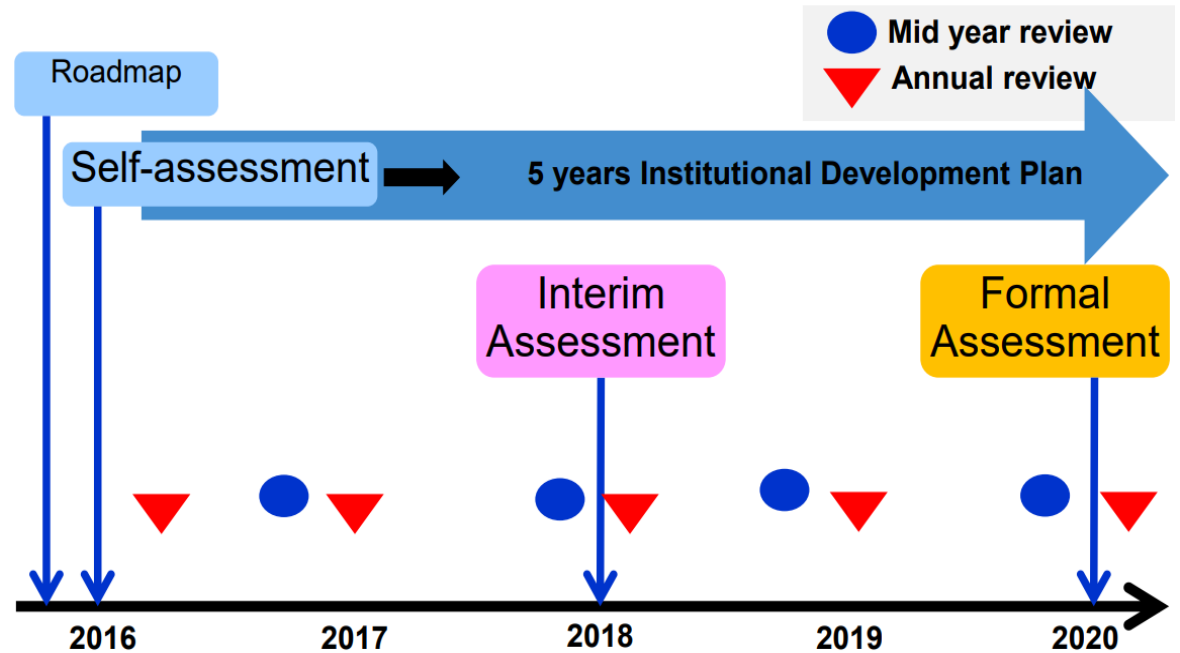 Mid year review
Annual review
Roadmap
Self-assessment
5 years Institutional Development Plan
Interim
Assessment
Formal
Assessment
2016
2017
2018
2019
2020